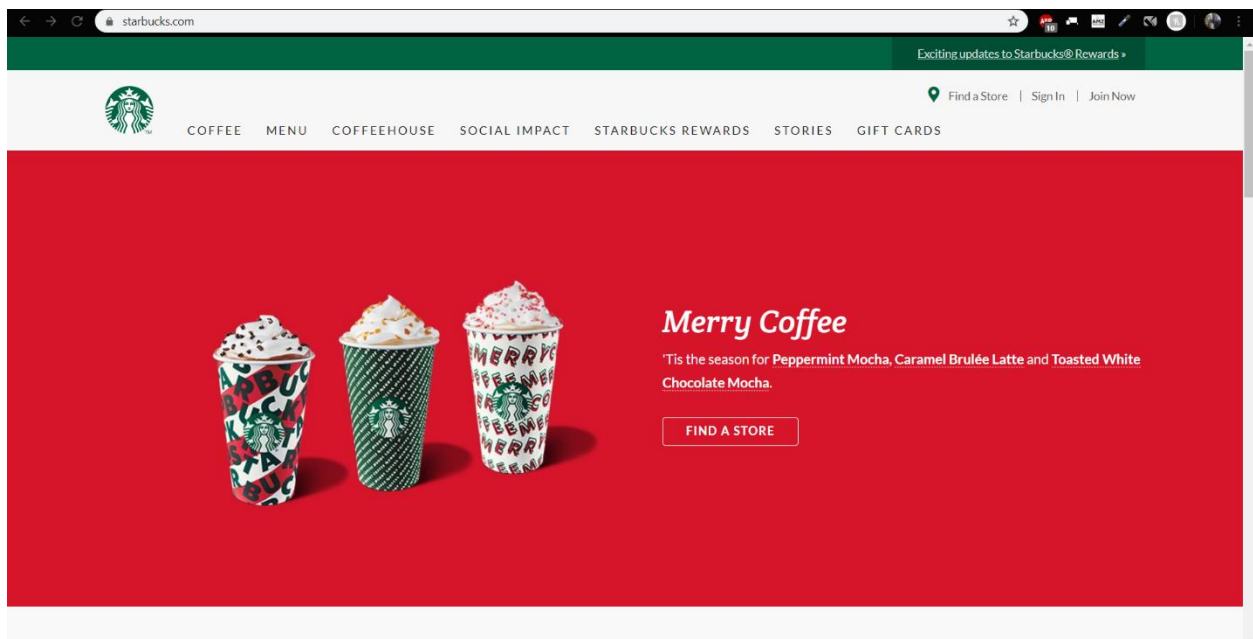 starbucks.com
ABP
10
Exciting updates to Starbucks® Rewards »
Find a Store | Sign In | Join Now
COFFEE MENU COFFEEHOUSE SOCIAL IMPACT STARBUCKS REWARDS STORIES GIFT CARDS
Merry Coffee
'Tis the season for Peppermint Mocha, Caramel Brulée Latte and Toasted White
Chocolate Mocha.
FIND A STORE